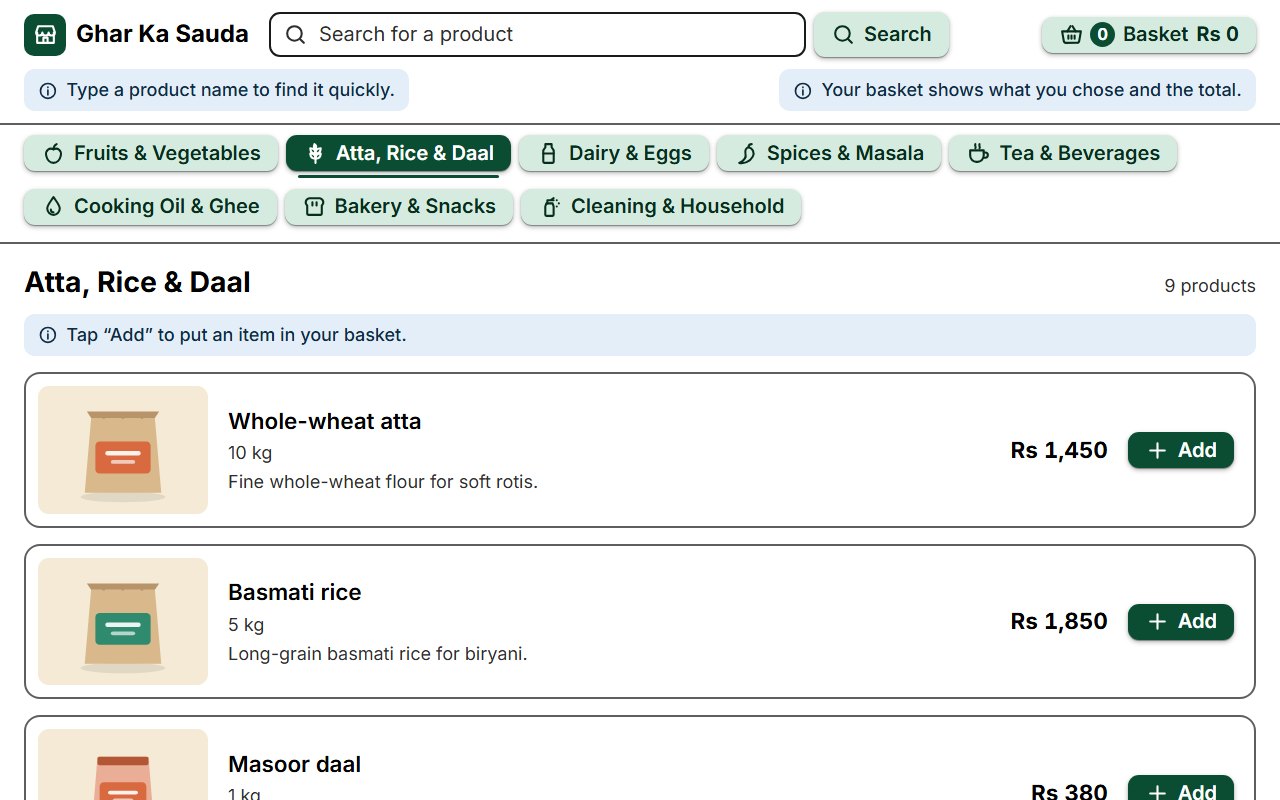 Ghar Ka Sauda
Search for a product
Search
0 Basket Rs 0
Type a product name to find it quickly.
Your basket shows what you chose and the total.
Fruits & Vegetables
Atta, Rice & Daal
Dairy & Eggs
Spices & Masala
Tea & Beverages
Cooking Oil & Ghee
Bakery & Snacks
Cleaning & Household
Atta, Rice & Daal
9 products
Tap “Add” to put an item in your basket.
Whole-wheat atta
10 kg
Fine whole-wheat flour for soft rotis.
Rs 1,450
Add
Basmati rice
5 kg
Long-grain basmati rice for biryani.
Rs 1,850
Add
Masoor daal
1 kg
Rs 380
Add